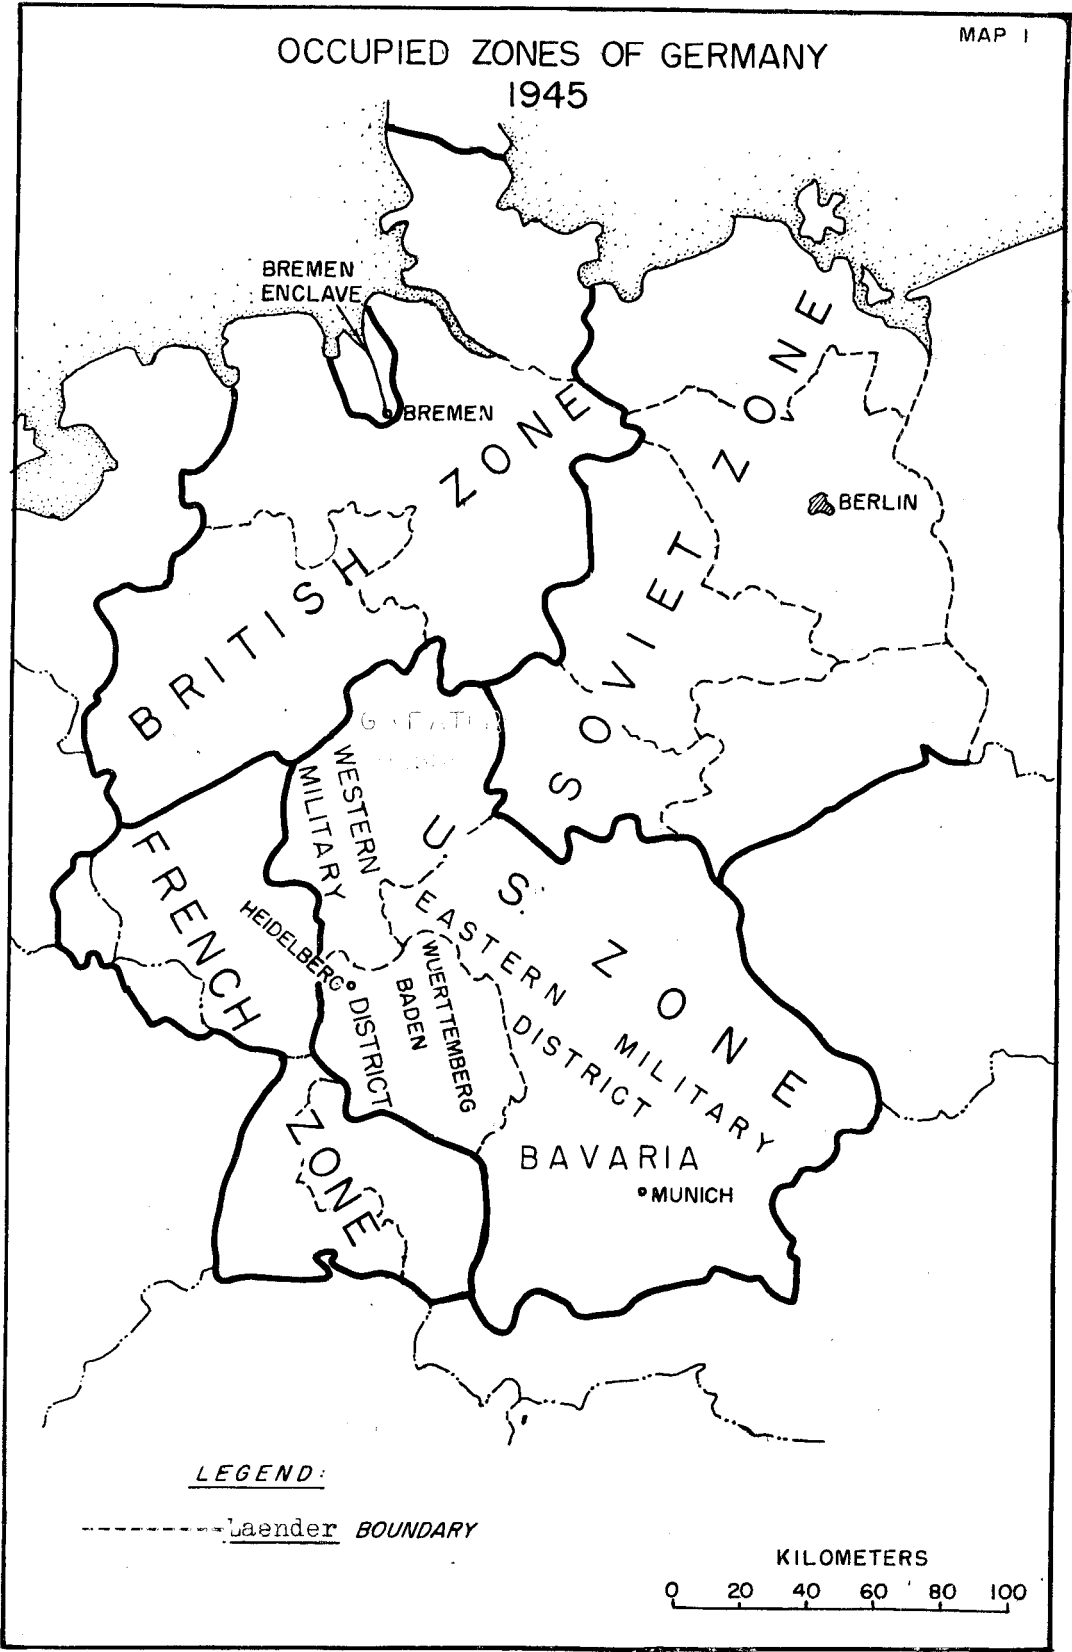 MAP 1
OCCUPIED ZONES OF GERMANY
1945
BREMEN
ENCLAVE
BREMEN
BRITISH ZONE
SOVIET ZONE
BERLIN
WESTERN
MILITARY
DISTRICT
FRENCH
ZONE
HEIDELBERG
U.S. ZONE
EASTERN MILITARY
DISTRICT
WUERTTEMBERG
BADEN
BAVARIA
MUNICH
LEGEND:
Laender BOUNDARY
KILOMETERS
0 20 40 60 80 100